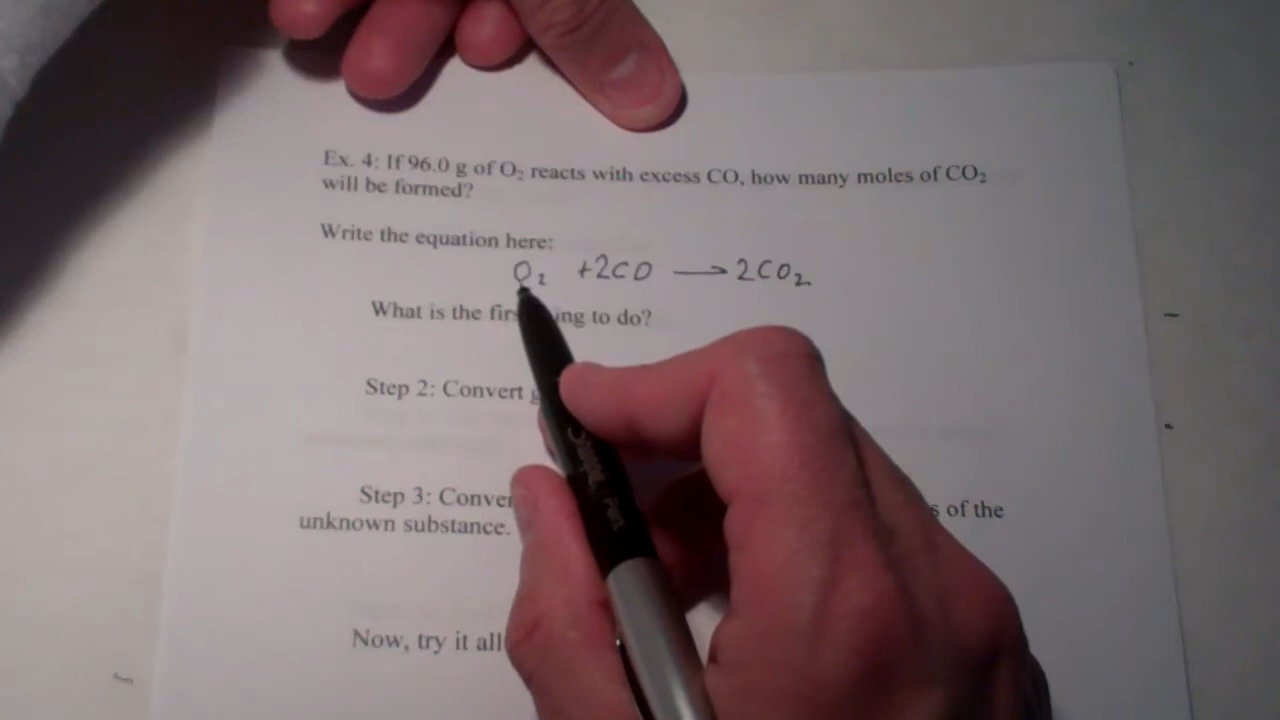 Ex. 4: If 96.0 g of O₂ reacts with excess CO, how many moles of CO₂
will be formed?
Write the equation here:
O₂ +2CO ⟶ 2CO₂
What is the ing to do?
Step 2: Convert
Step 3: of the
unknown substance.
Now, try it all
Sharpie Pen